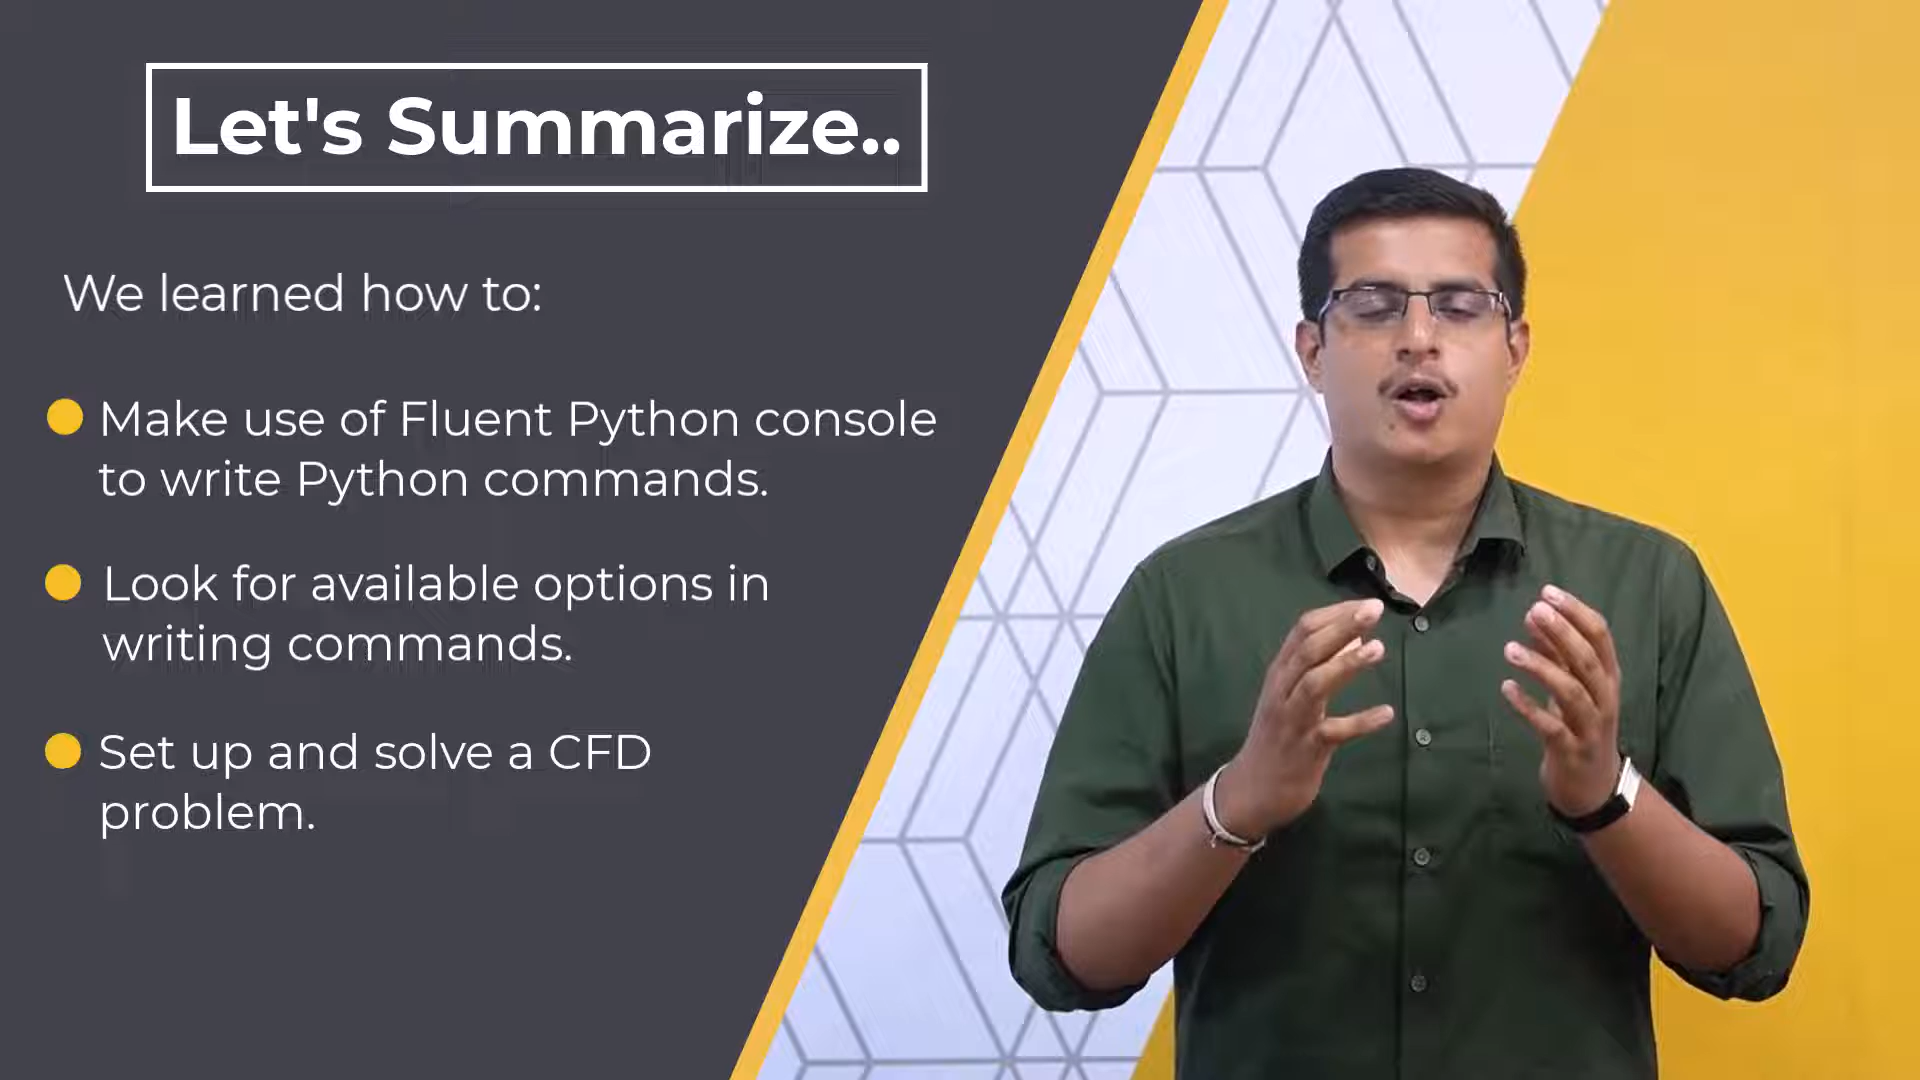 Let's Summarize..
We learned how to:
Make use of Fluent Python console
to write Python commands.
Look for available options in
writing commands.
Set up and solve a CFD
problem.